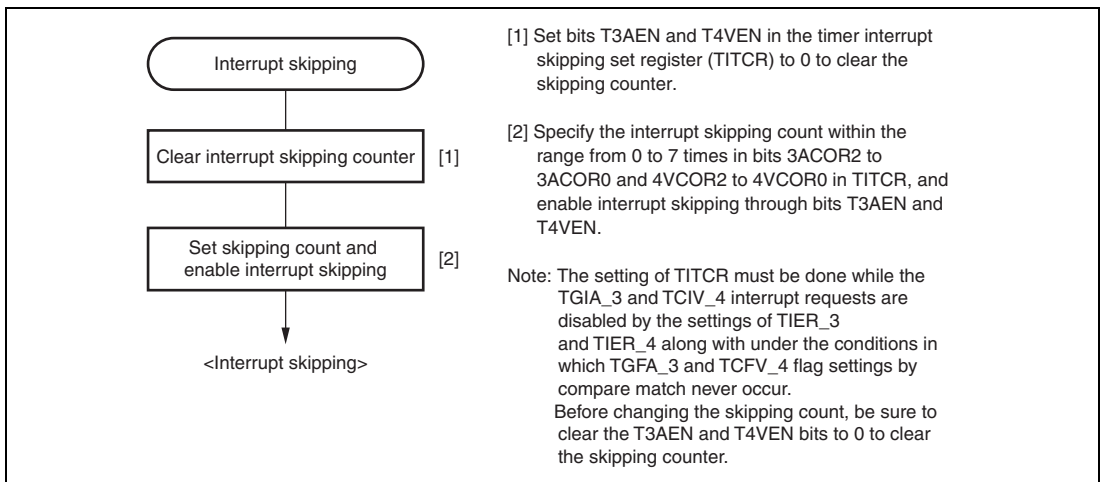 Interrupt skipping
Clear interrupt skipping counter
[1]
Set skipping count and
enable interrupt skipping
[2]
<Interrupt skipping>
[1] Set bits T3AEN and T4VEN in the timer interrupt
skipping set register (TITCR) to 0 to clear the
skipping counter.
[2] Specify the interrupt skipping count within the
range from 0 to 7 times in bits 3ACOR2 to
3ACOR0 and 4VCOR2 to 4VCOR0 in TITCR, and
enable interrupt skipping through bits T3AEN and
T4VEN.
Note: The setting of TITCR must be done while the
TGIA_3 and TCIV_4 interrupt requests are
disabled by the settings of TIER_3
and TIER_4 along with under the conditions in
which TGFA_3 and TCFV_4 flag settings by
compare match never occur.
Before changing the skipping count, be sure to
clear the T3AEN and T4VEN bits to 0 to clear
the skipping counter.